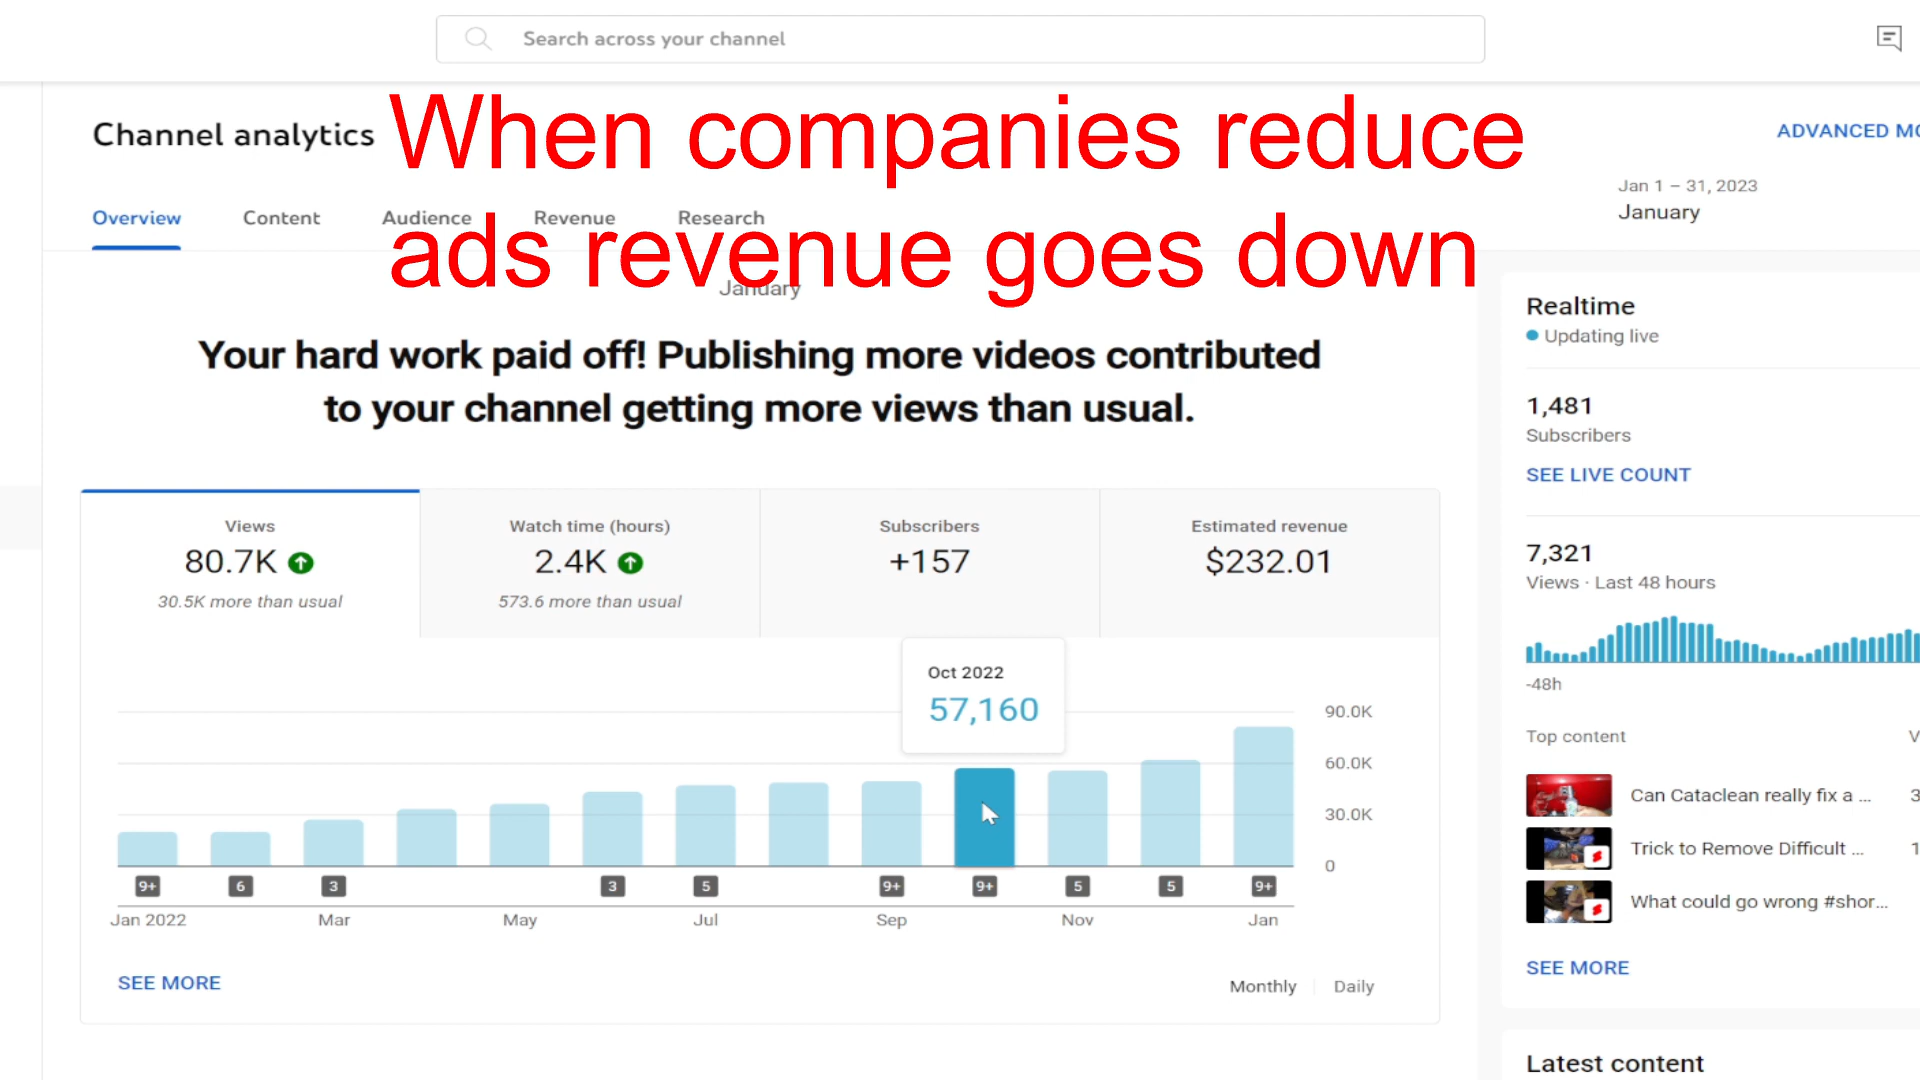 Search across your channel
Channel analytics
When companies reduce
ads revenue goes down
ADVANCED MO
Jan 1 – 31, 2023
January
Overview
Content
Audience
Revenue
Research
January
Your hard work paid off! Publishing more videos contributed
to your channel getting more views than usual.
Views
80.7K
30.5K more than usual
Watch time (hours)
2.4K
573.6 more than usual
Subscribers
+157
Estimated revenue
$232.01
Oct 2022
57,160
90.0K
60.0K
30.0K
0
9+
6
3
3
5
9+
9+
5
5
9+
Jan 2022
Mar
May
Jul
Sep
Nov
Jan
SEE MORE
Monthly
Daily
Realtime
Updating live
1,481
Subscribers
SEE LIVE COUNT
7,321
Views · Last 48 hours
-48h
Top content
V
Can Cataclean really fix a ...
3
Trick to Remove Difficult ...
1
What could go wrong #shor...
SEE MORE
Latest content